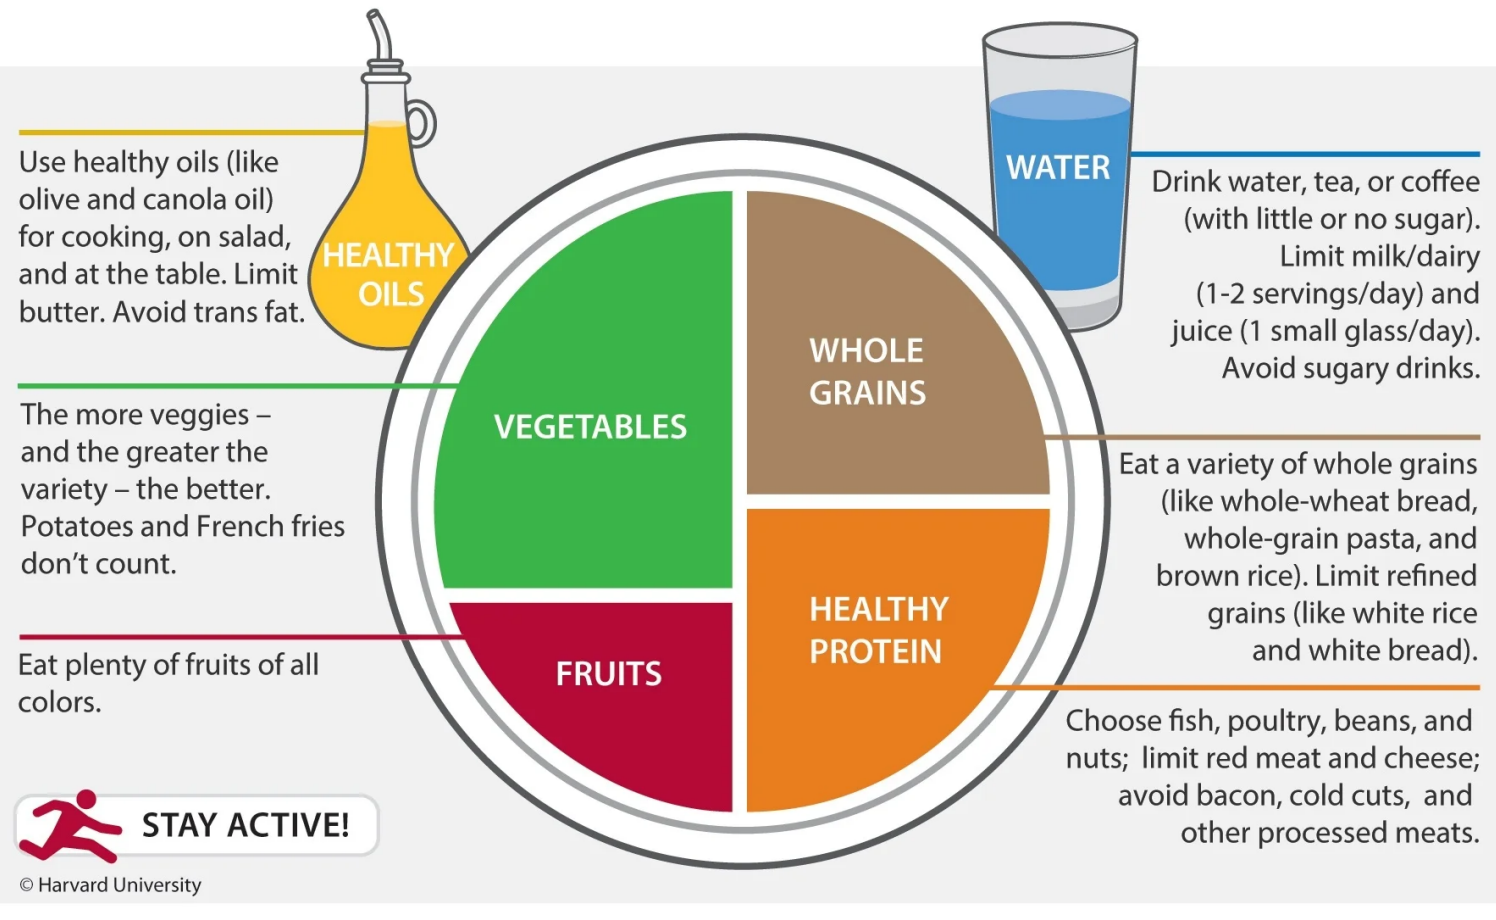 Use healthy oils (like
olive and canola oil)
for cooking, on salad,
and at the table. Limit
butter. Avoid trans fat.
HEALTHY
OILS
The more veggies –
and the greater the
variety – the better.
Potatoes and French fries
don’t count.
Eat plenty of fruits of all
colors.
STAY ACTIVE!
© Harvard University
VEGETABLES
FRUITS
WHOLE
GRAINS
HEALTHY
PROTEIN
WATER
Drink water, tea, or coffee
(with little or no sugar).
Limit milk/dairy
(1-2 servings/day) and
juice (1 small glass/day).
Avoid sugary drinks.
Eat a variety of whole grains
(like whole-wheat bread,
whole-grain pasta, and
brown rice). Limit refined
grains (like white rice
and white bread).
Choose fish, poultry, beans, and
nuts; limit red meat and cheese;
avoid bacon, cold cuts, and
other processed meats.